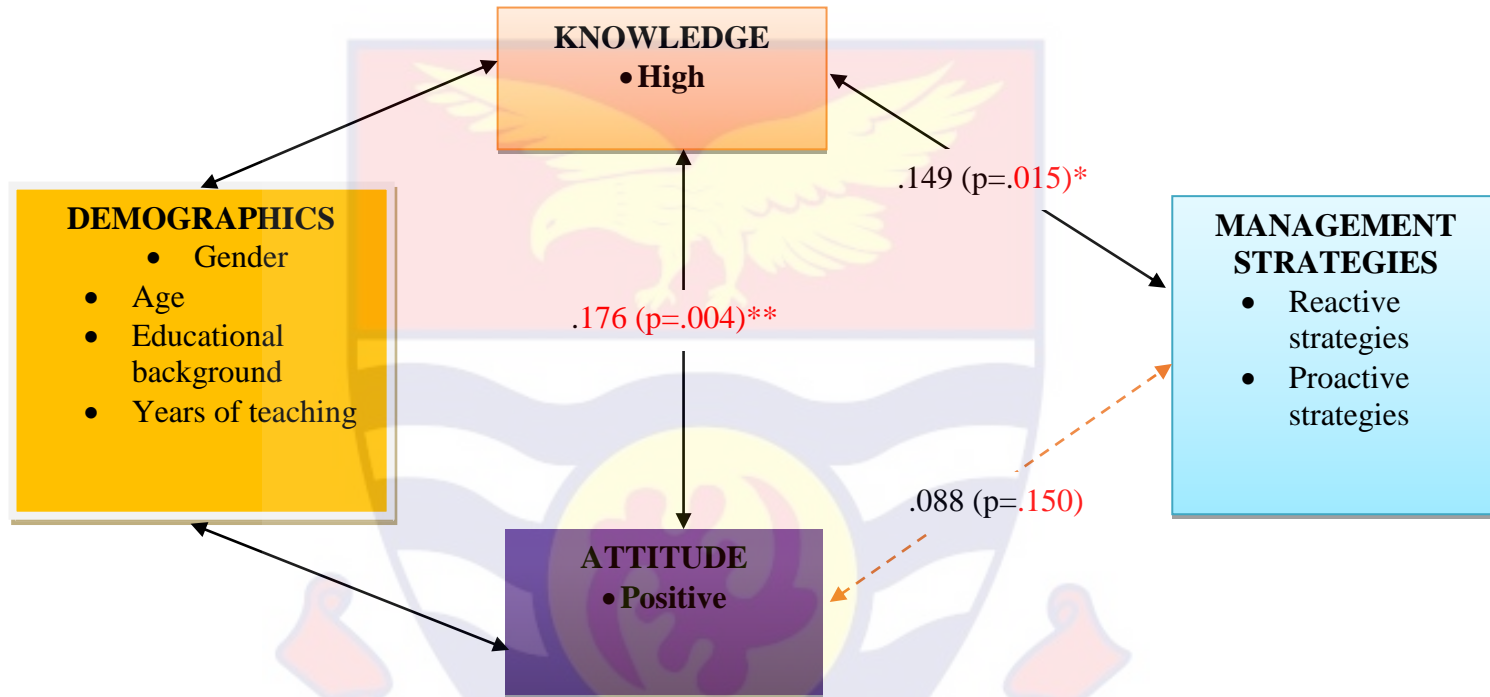 KNOWLEDGE
• High
.149 (p=.015)*
DEMOGRAPHICS
• Gender
• Age
• Educational
background
• Years of teaching
MANAGEMENT
STRATEGIES
• Reactive
strategies
• Proactive
strategies
.176 (p=.004)**
.088 (p=.150)
ATTITUDE
• Positive